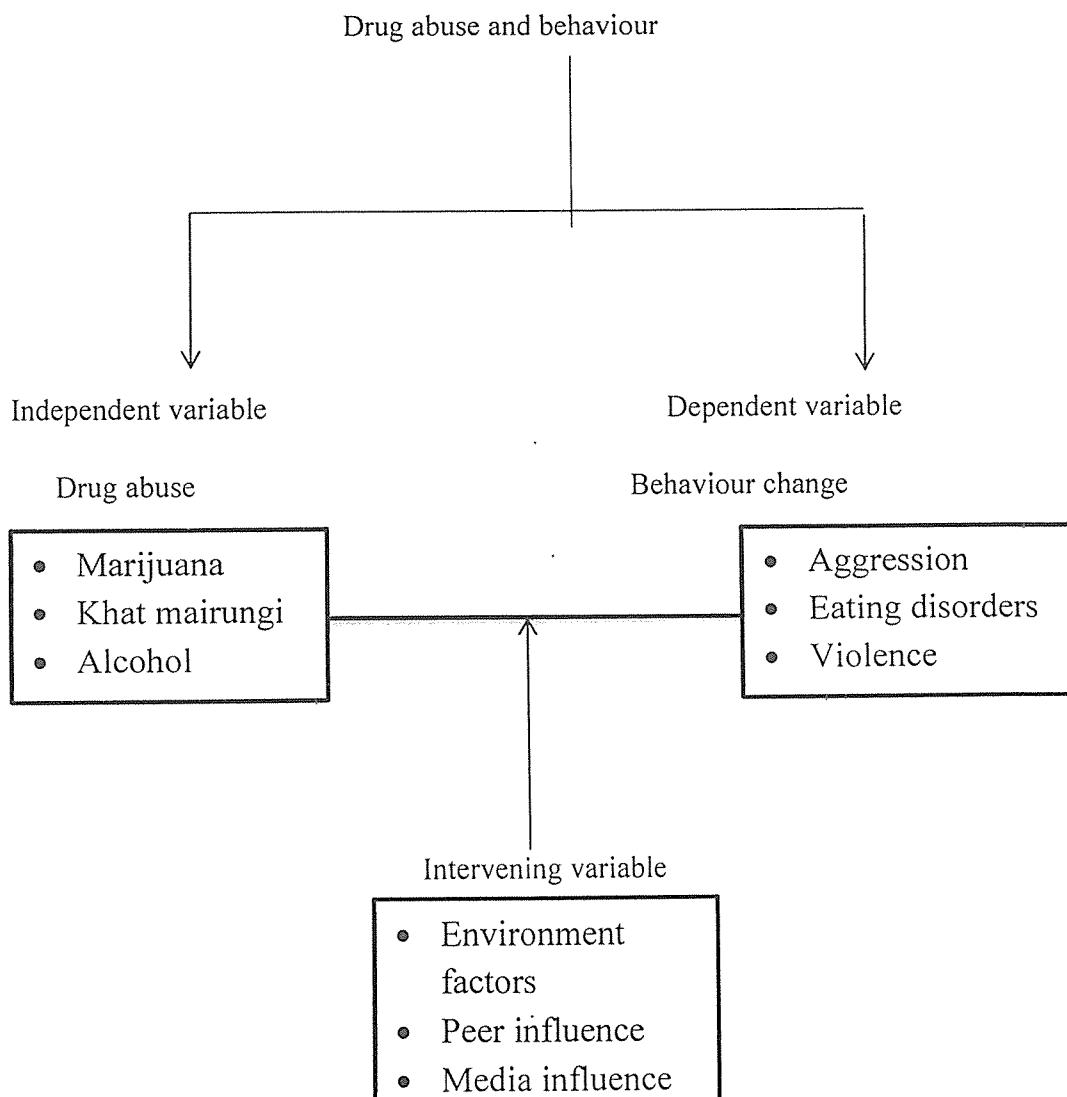 Drug abuse and behaviour
Independent variable
Dependent variable
Drug abuse
Behaviour change
• Marijuana
• Khat mairungi
• Alcohol
• Aggression
• Eating disorders
• Violence
Intervening variable
• Environment
factors
• Peer influence
• Media influence